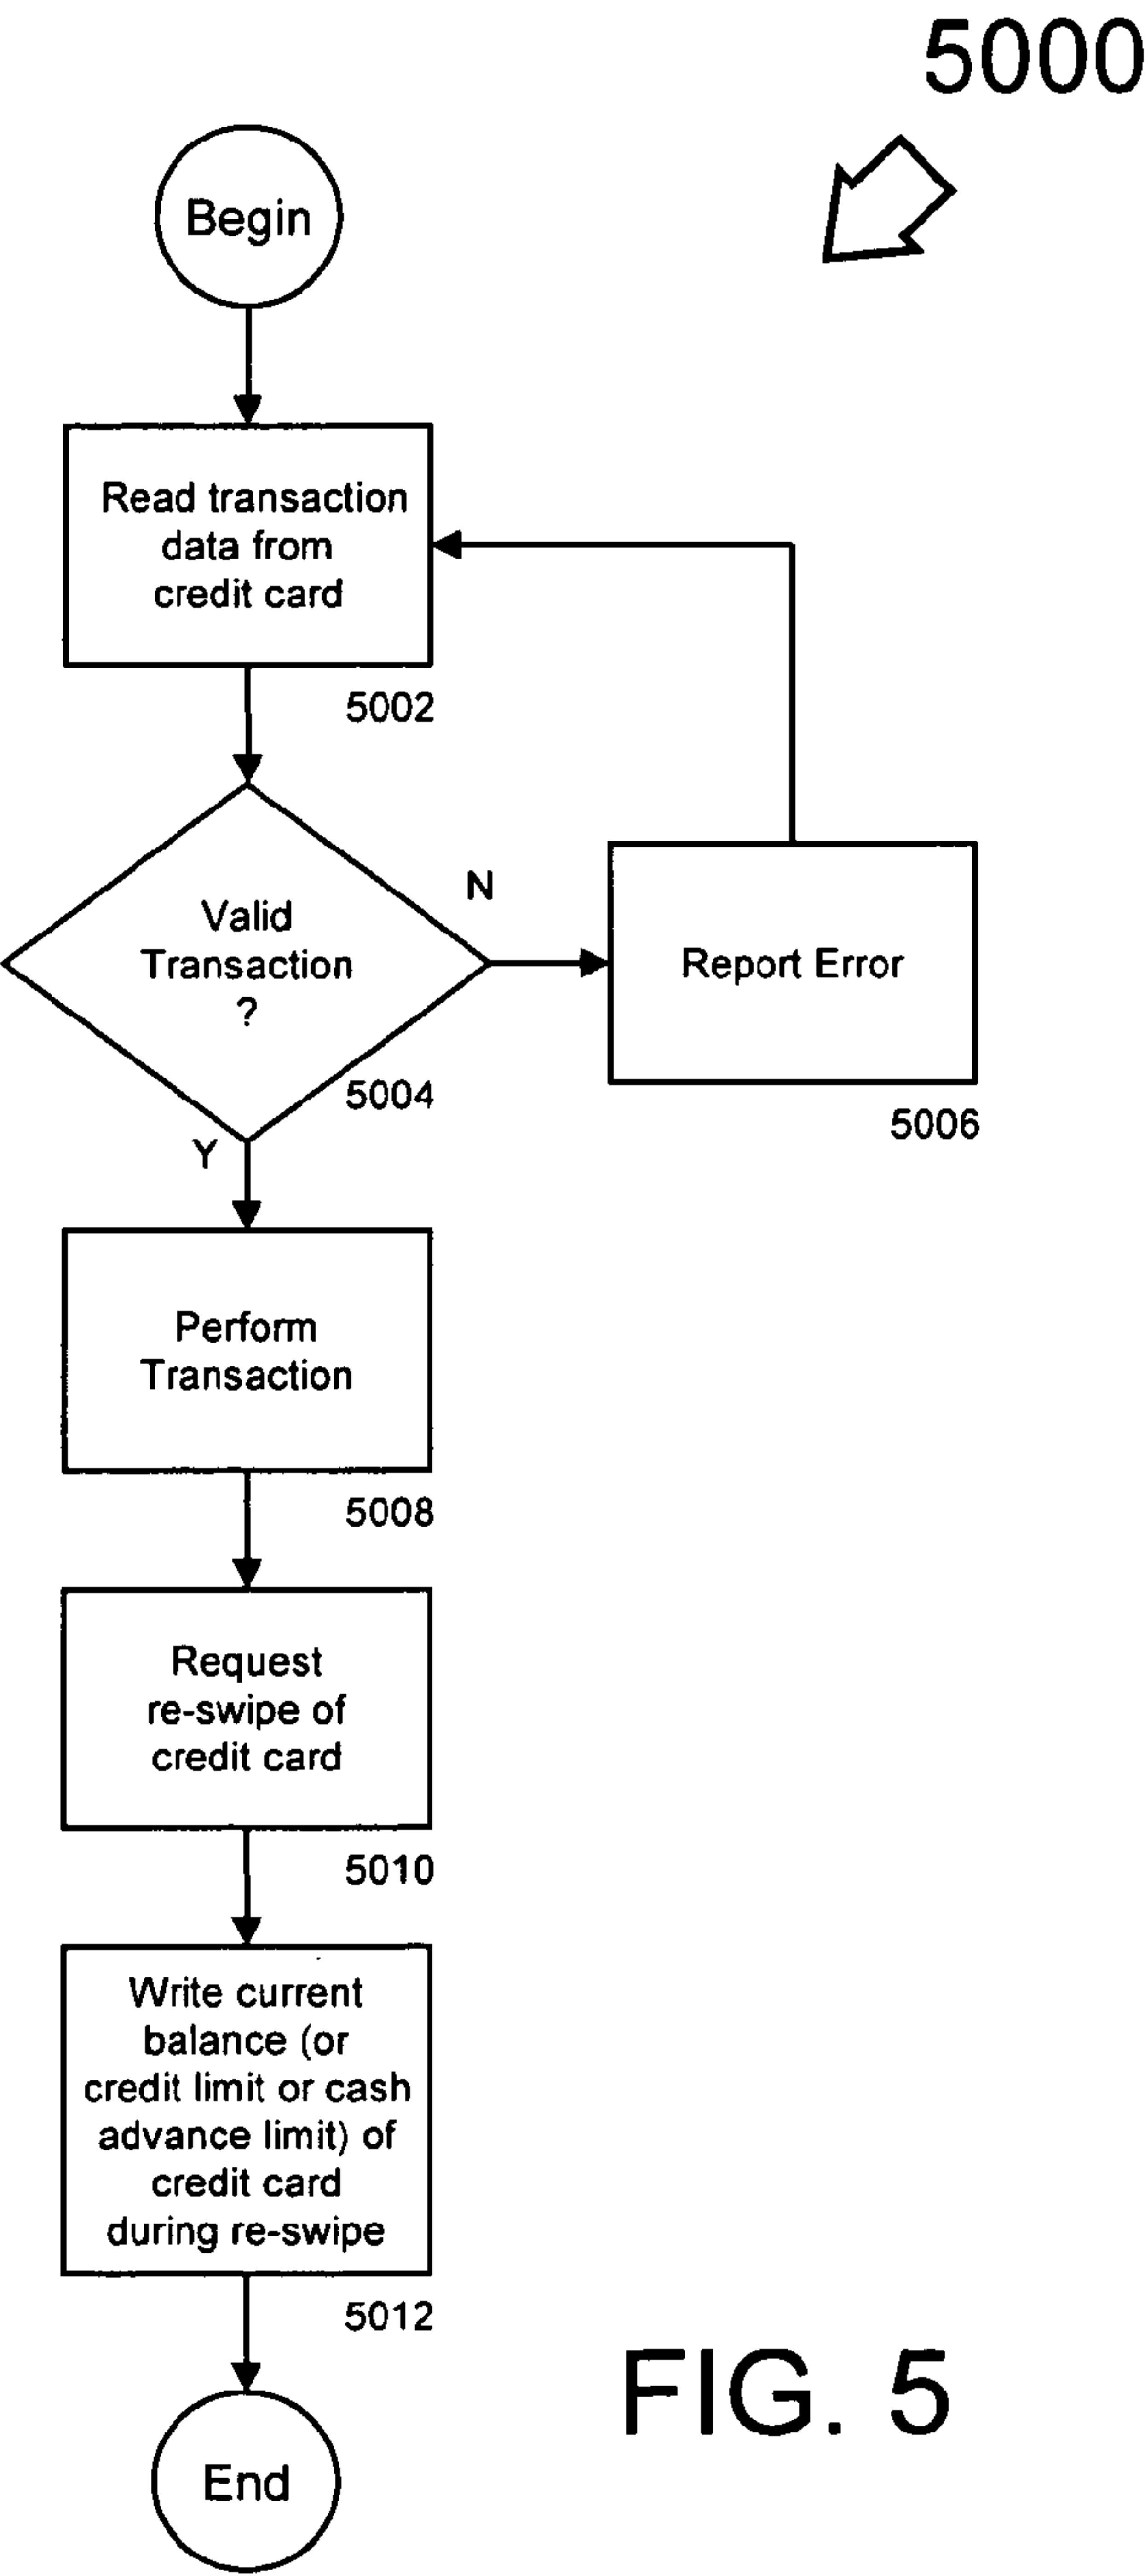 5000
Begin
Read transaction
data from
credit card
5002
Valid
Transaction
?
N
5004
Y
Report Error
5006
Perform
Transaction
5008
Request
re-swipe of
credit card
5010
Write current
balance (or
credit limit or cash
advance limit) of
credit card
during re-swipe
5012
End
FIG. 5